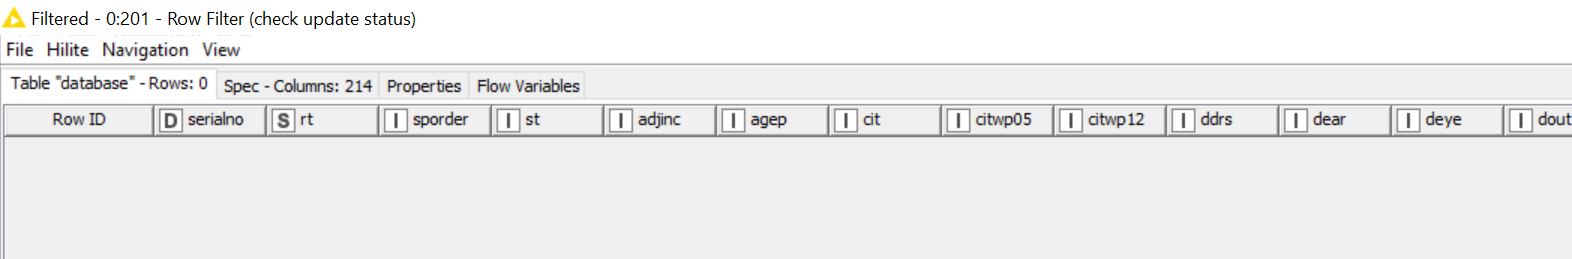 Filtered - 0:201 - Row Filter (check update status)
File Hilite Navigation View
Table "database" - Rows: 0 Spec - Columns: 214 Properties Flow Variables
Row ID D serialno S rt I sporder I st I adjinc I agep I cit I citwp05 I citwp12 I ddrs I dear I deye I dout